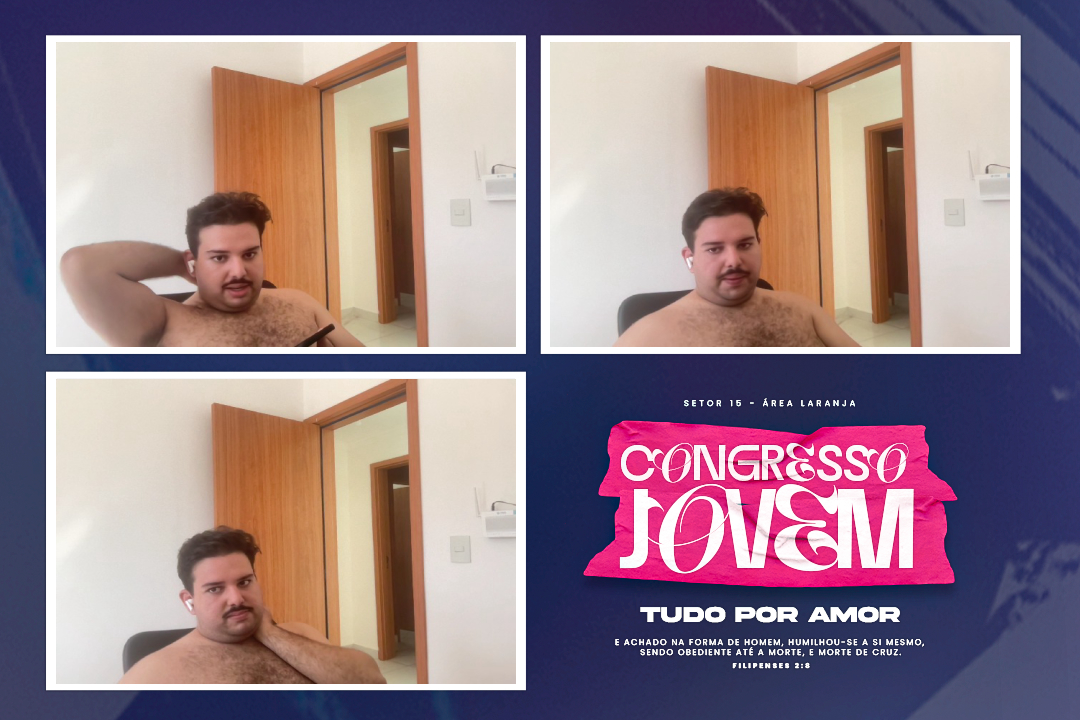 SETOR 15 - ÁREA LARANJA
CONGRESSO
JOVEM
TUDO POR AMOR
E ACHADO NA FORMA DE HOMEM, HUMILHOU-SE A SI MESMO,
SENDO OBEDIENTE ATÉ A MORTE, E MORTE DE CRUZ.
FILIPENSES 2:8